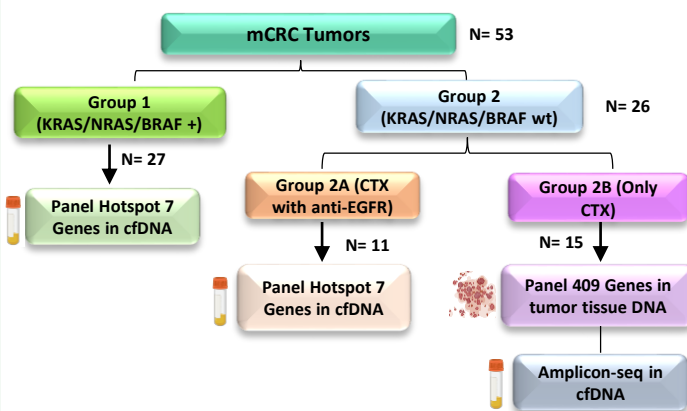 mCRC Tumors
N= 53
Group 1
(KRAS/NRAS/BRAF +)
Group 2
(KRAS/NRAS/BRAF wt)
N= 26
N= 27
Panel Hotspot 7
Genes in cfDNA
Group 2A (CTX
with anti-EGFR)
Group 2B (Only
CTX)
N= 11
N= 15
Panel Hotspot 7
Genes in cfDNA
Panel 409 Genes in
tumor tissue DNA
Amplicon-seq in
cfDNA